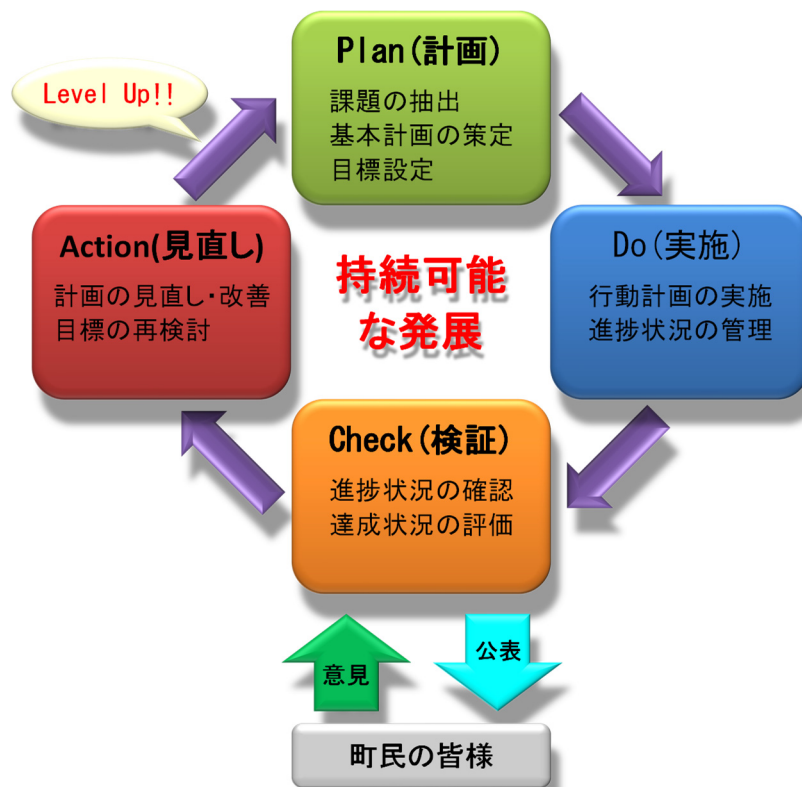 Plan(計画)
課題の抽出
基本計画の策定
目標設定
Level Up!!
Action(見直し)
計画の見直し・改善
目標の再検討
持続可能
な発展
Do(実施)
行動計画の実施
進捗状況の管理
Check(検証)
進捗状況の確認
達成状況の評価
意見
公表
町民の皆様